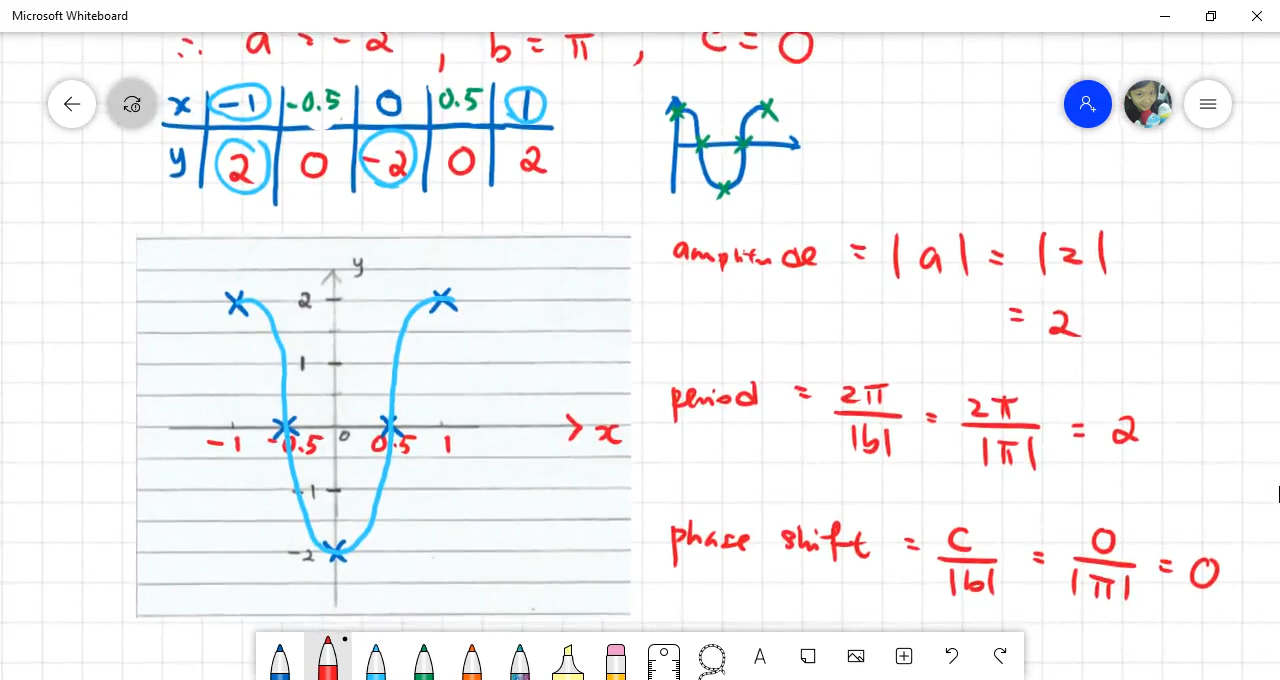 Microsoft Whiteboard
∴ a = -2 , b = π , c = 0
x | -1 | -0.5 | 0 | 0.5 | 1
y | 2 | 0 | -2 | 0 | 2
amplitude = |a| = |2|
= 2
period = 2π/|b| = 2π/|π| = 2
phase shift = c/|b| = 0/|π| = 0
y
2
1
-1 -0.5 0 0.5 1 x
-1
-2
A